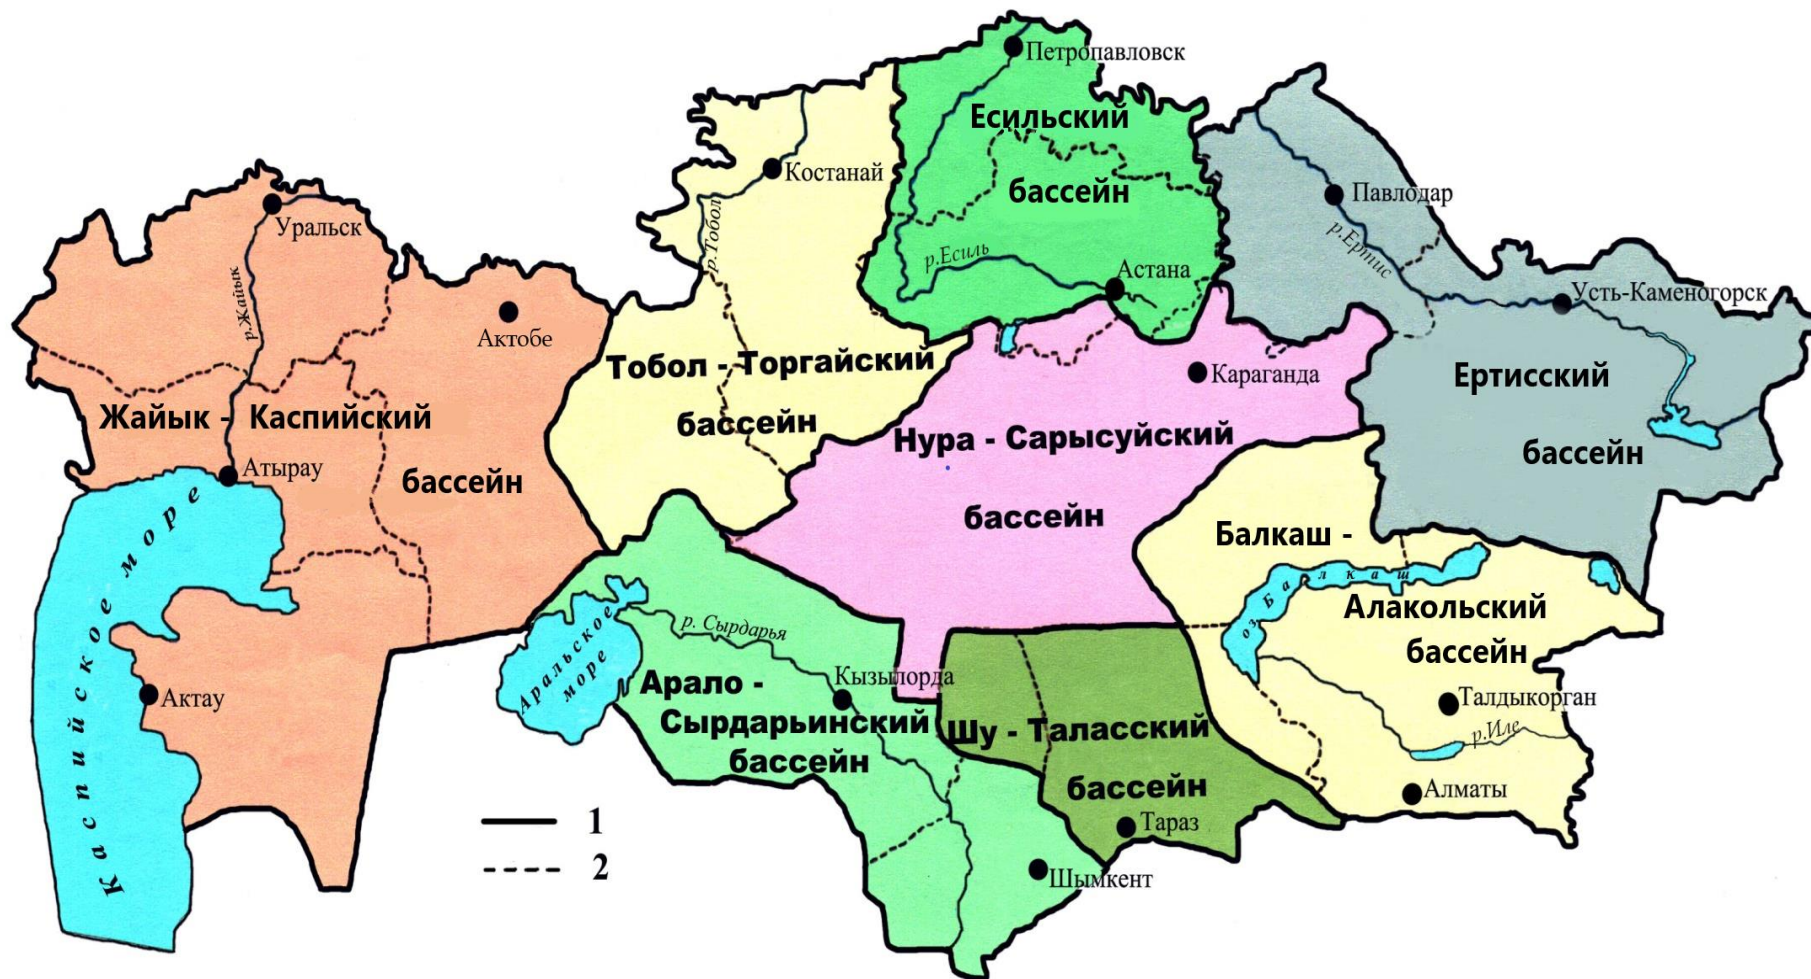 Петропавловск
Есильский
бассейн
Костанай
р.Тобол
Павлодар
р.Ертис
Уральск
р.Жайык
р.Есиль
Астана
Усть-Каменогорск
Актобе
Тобол - Торгайский
бассейн
Караганда
Ертисский
бассейн
Жайык - Каспийский
бассейн
Атырау
Нура - Сарысуйский
бассейн
Балкаш -
Алакольский
бассейн
оз. Балкаш
Каспийское море
Аральское
море
р. Сырдарья
Кызылорда
Арало -
Сырдарьинский
бассейн
Актау
Шу - Таласский
бассейн
Талдыкорган
р.Иле
Алматы
Тараз
Шымкент
1
2